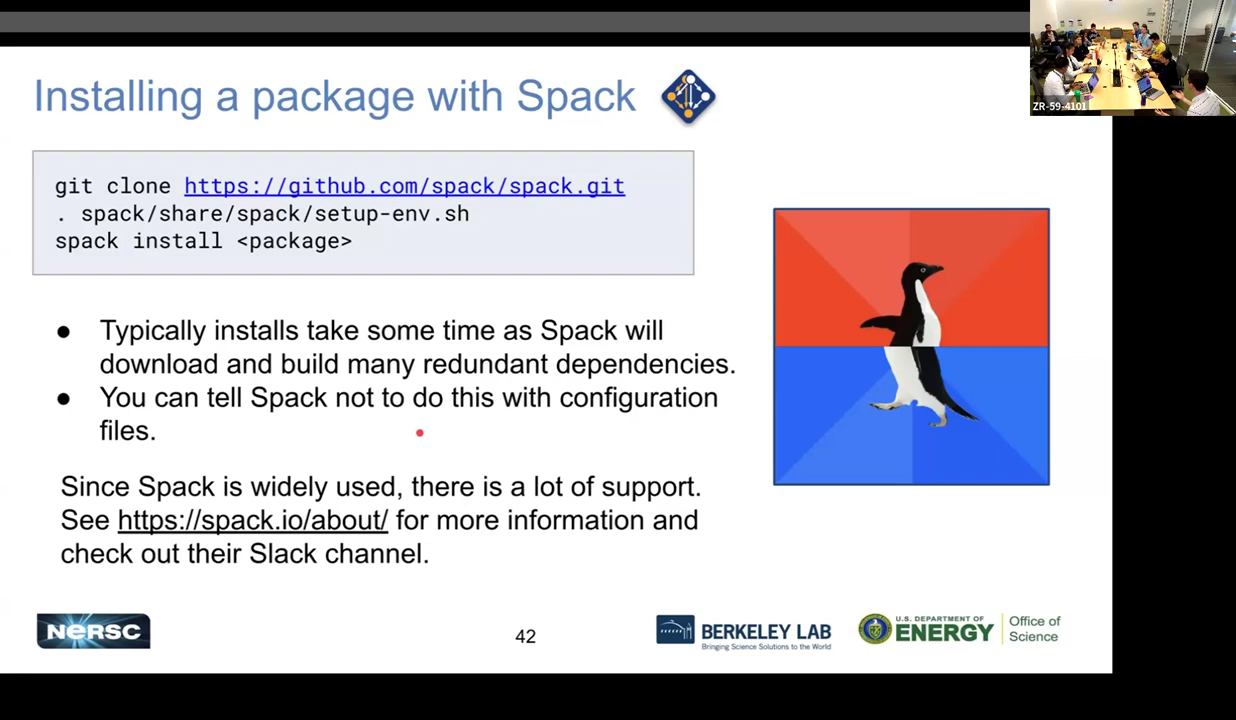 Installing a package with Spack
ZR-59-4101
git clone https://github.com/spack/spack.git
. spack/share/spack/setup-env.sh
spack install <package>
● Typically installs take some time as Spack will
download and build many redundant dependencies.
● You can tell Spack not to do this with configuration
files.
Since Spack is widely used, there is a lot of support.
See https://spack.io/about/ for more information and
check out their Slack channel.
NERSC
42
BERKELEY LAB
Bringing Science Solutions to the World
U.S. DEPARTMENT OF
ENERGY
Office of
Science